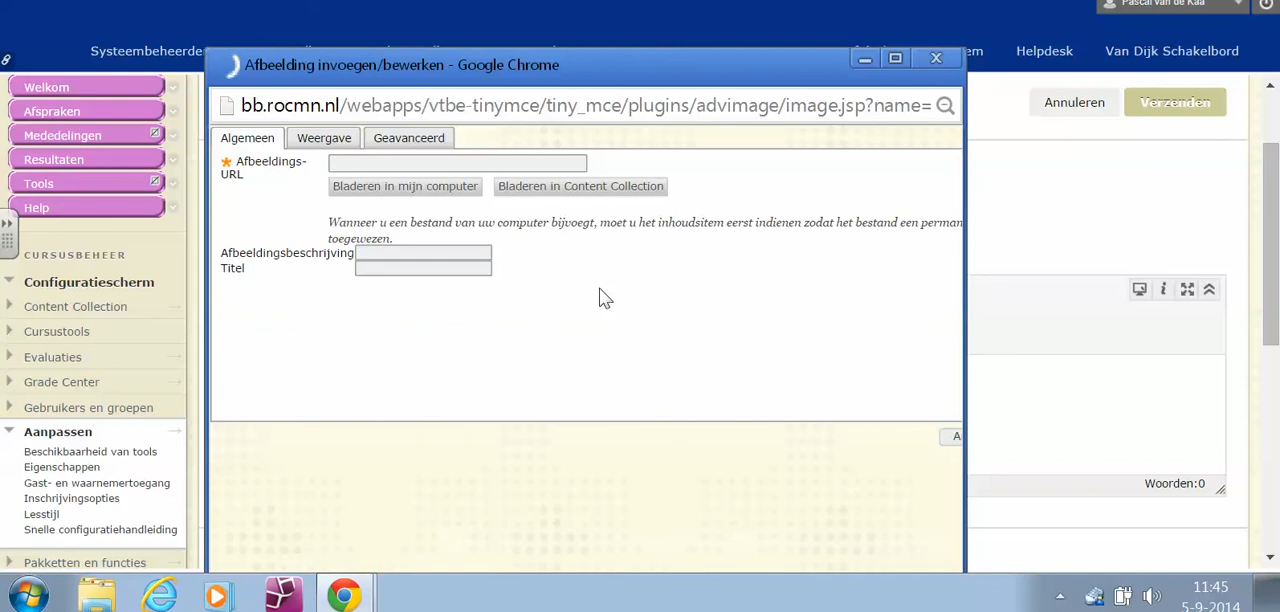 Pascal van de Kaa
Systeembeheerder
Helpdesk
Van Dijk Schakelbord
Afbeelding invoegen/bewerken - Google Chrome
bb.rocmn.nl/webapps/vtbe-tinymce/tiny_mce/plugins/advimage/image.jsp?name=
Annuleren
Verzenden
Welkom
Afspraken
Mededelingen
Resultaten
Tools
Help
Algemeen
Weergave
Geavanceerd
Afbeeldings-
URL
Bladeren in mijn computer
Bladeren in Content Collection
Wanneer u een bestand van uw computer bijvoegt, moet u het inhoudsitem eerst indienen zodat het bestand een perman
toegewezen.
Afbeeldingsbeschrijving
Titel
CURSUSBEHEER
Configuratiescherm
Content Collection
Cursustools
Evaluaties
Grade Center
Gebruikers en groepen
Aanpassen
Beschikbaarheid van tools
Eigenschappen
Gast- en waarnemertoegang
Inschrijvingsopties
Lesstijl
Snelle configuratiehandleiding
Pakketten en functies
A
Woorden:0
11:45
5-9-2014